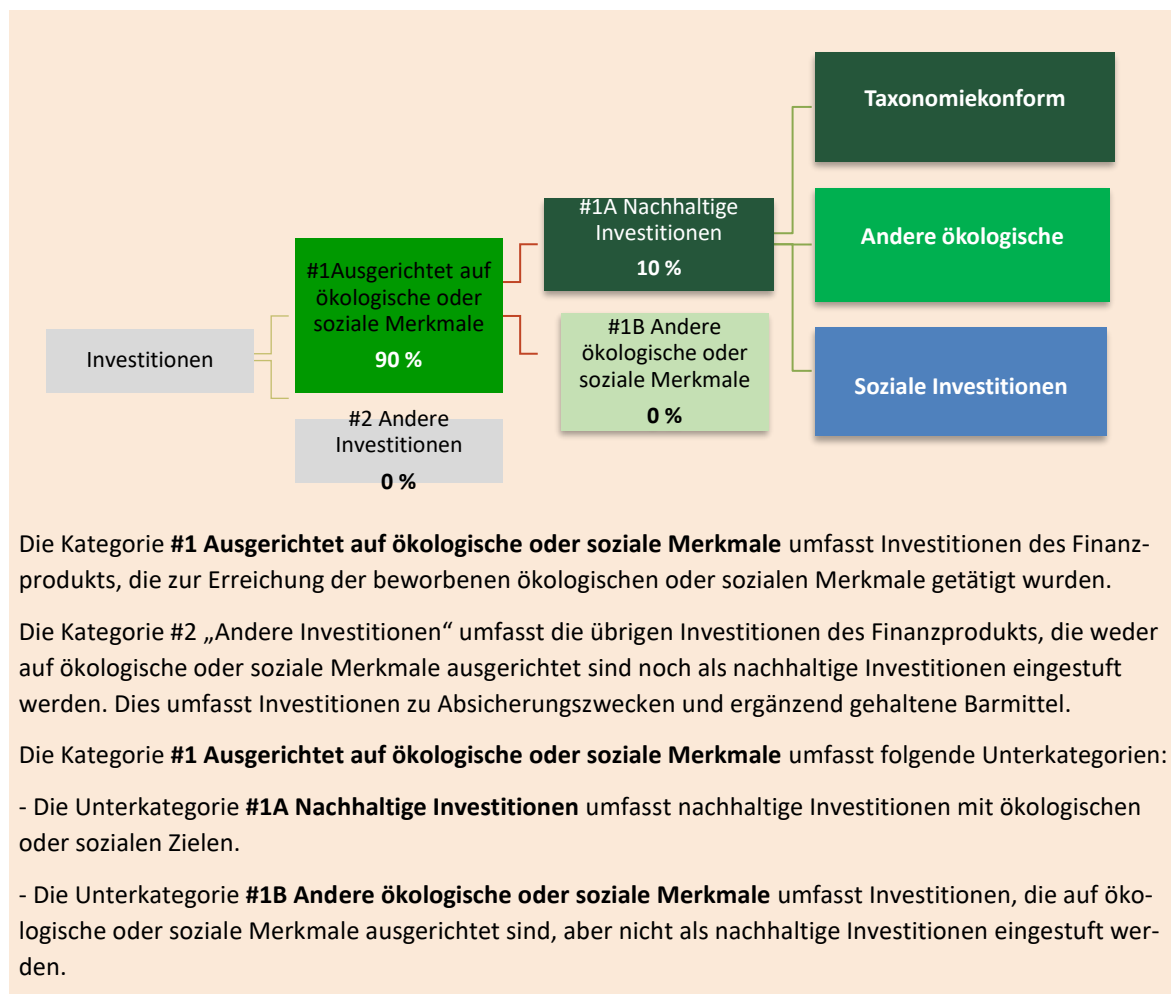 Taxonomiekonform
#1A Nachhaltige
Investitionen
10 %
Andere ökologische
#1Ausgerichtet auf
ökologische oder
soziale Merkmale
90 %
#1B Andere
ökologische oder
soziale Merkmale
0 %
Investitionen
Soziale Investitionen
#2 Andere
Investitionen
0 %
Die Kategorie #1 Ausgerichtet auf ökologische oder soziale Merkmale umfasst Investitionen des Finanz-
produkts, die zur Erreichung der beworbenen ökologischen oder sozialen Merkmale getätigt wurden.
Die Kategorie #2 „Andere Investitionen“ umfasst die übrigen Investitionen des Finanzprodukts, die weder
auf ökologische oder soziale Merkmale ausgerichtet sind noch als nachhaltige Investitionen eingestuft
werden. Dies umfasst Investitionen zu Absicherungszwecken und ergänzend gehaltene Barmittel.
Die Kategorie #1 Ausgerichtet auf ökologische oder soziale Merkmale umfasst folgende Unterkategorien:
- Die Unterkategorie #1A Nachhaltige Investitionen umfasst nachhaltige Investitionen mit ökologischen
oder sozialen Zielen.
- Die Unterkategorie #1B Andere ökologische oder soziale Merkmale umfasst Investitionen, die auf öko-
logische oder soziale Merkmale ausgerichtet sind, aber nicht als nachhaltige Investitionen eingestuft wer-
den.